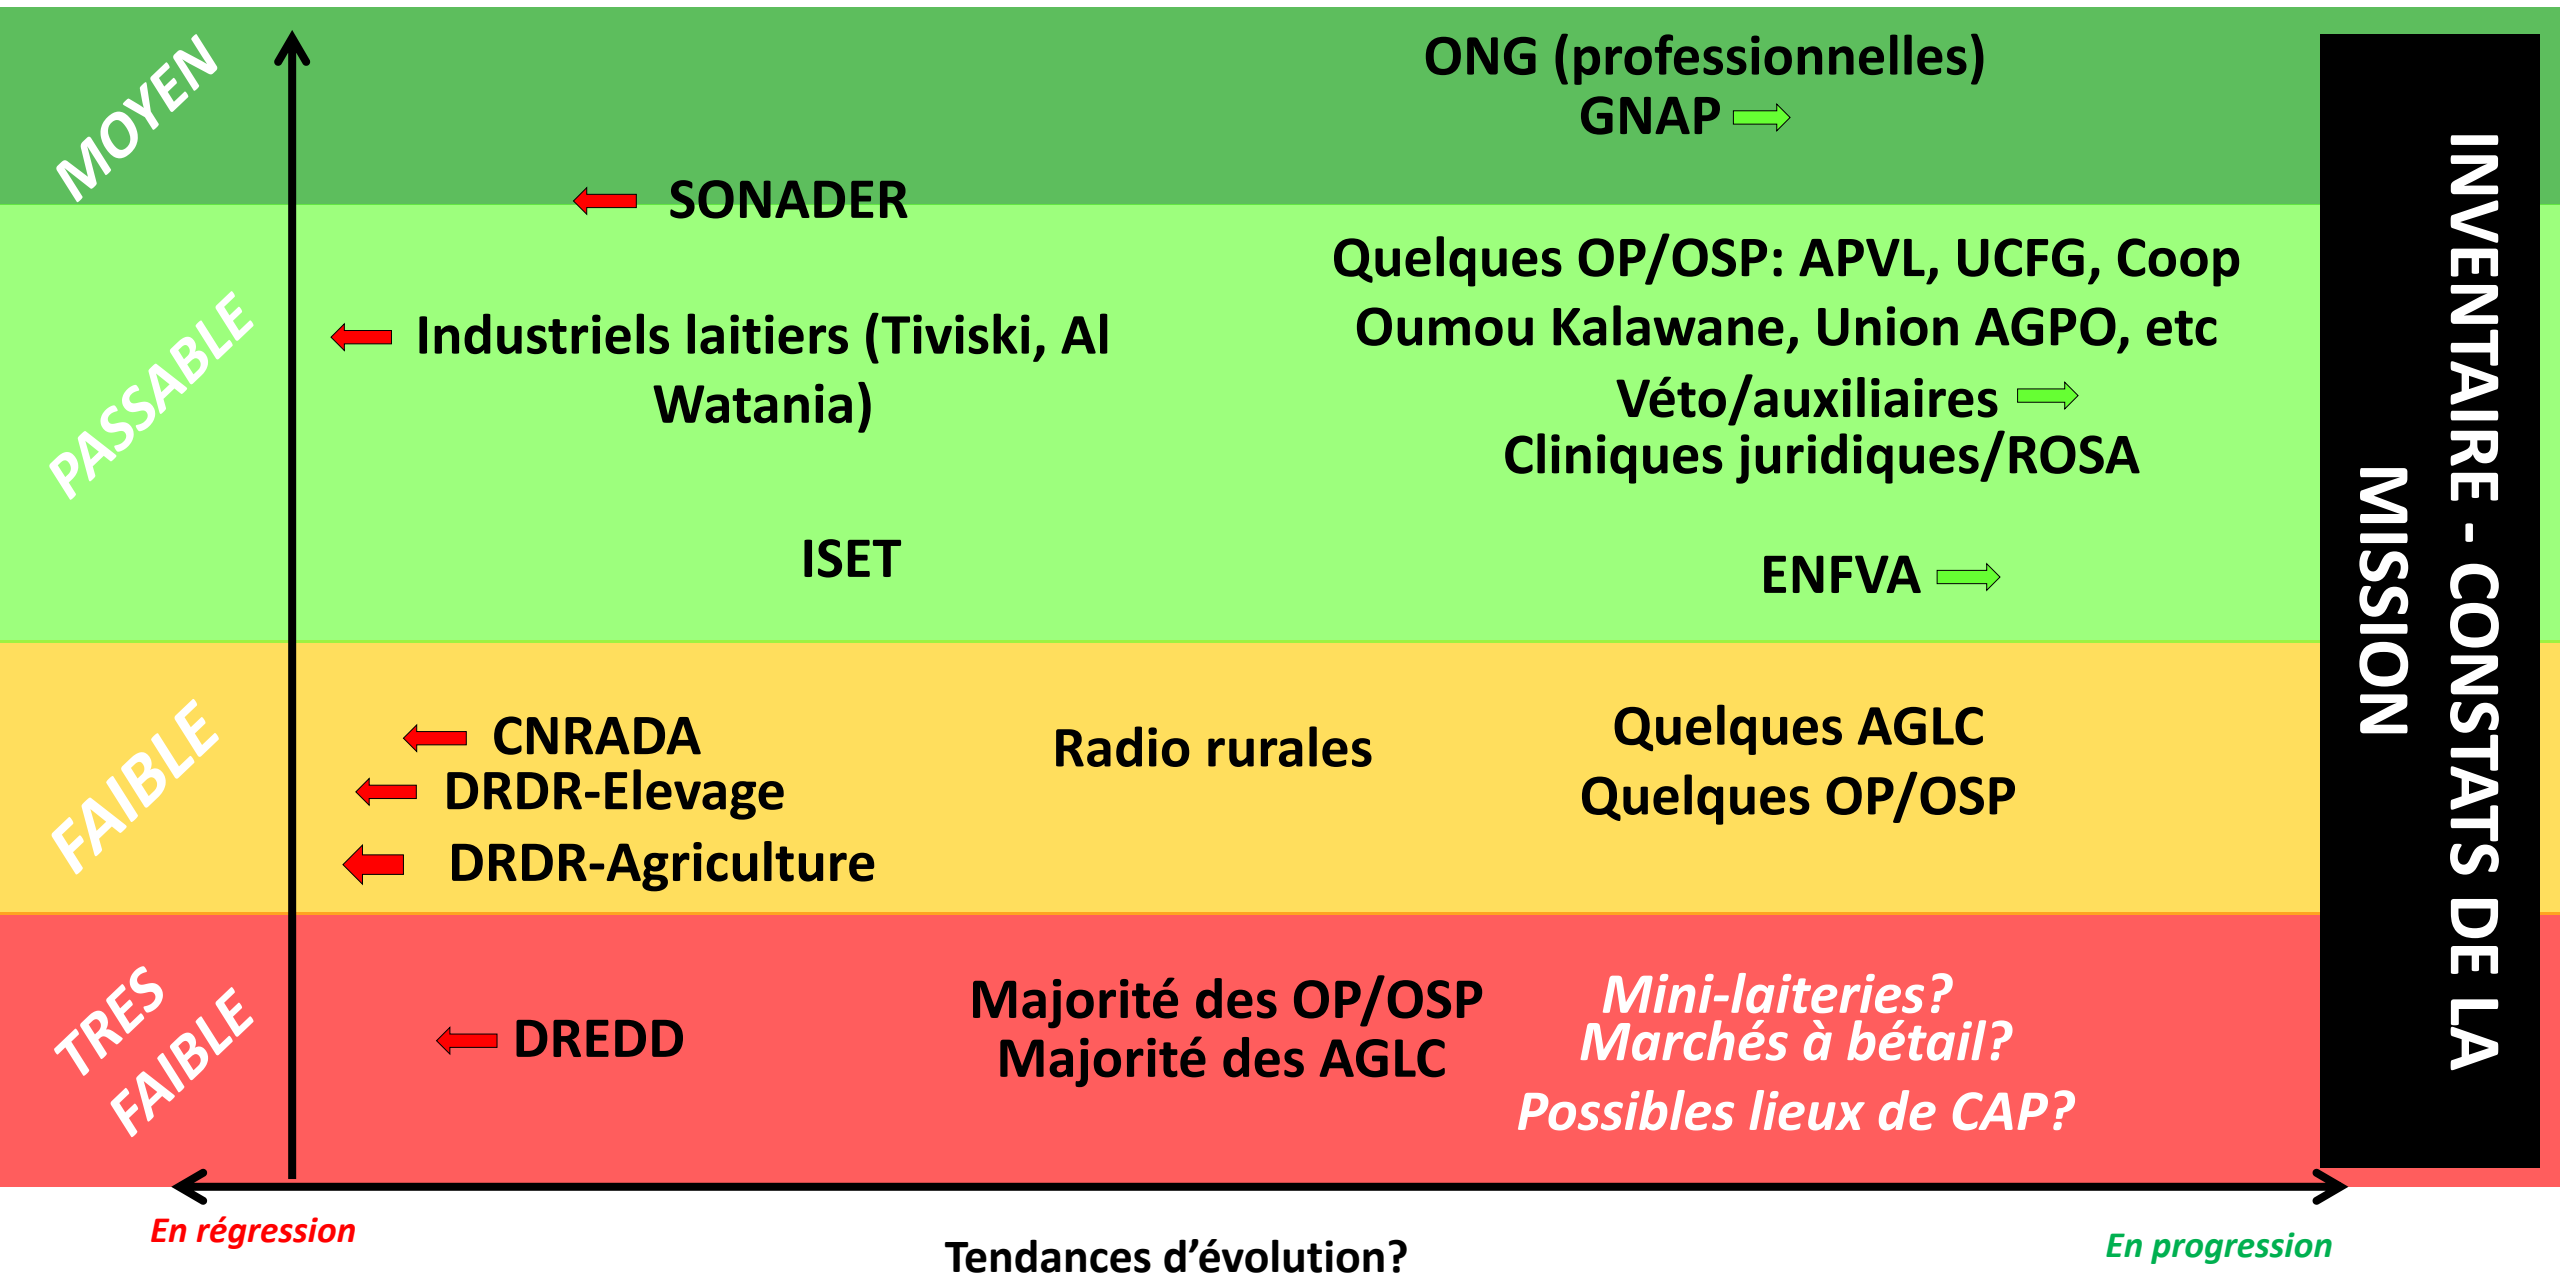 MOYEN
ONG (professionnelles)
GNAP
SONADER
PASSABLE
Quelques OP/OSP: APVL, UCFG, Coop
Oumou Kalawane, Union AGPO, etc
Industriels laitiers (Tiviski, Al
Watania)
Véto/auxiliaires
Cliniques juridiques/ROSA
ISET
ENFVA
FAIBLE
CNRADA
DRDR-Elevage
DRDR-Agriculture
Radio rurales
Quelques AGLC
Quelques OP/OSP
TRES
FAIBLE
DREDD
Majorité des OP/OSP
Majorité des AGLC
Mini-laiteries?
Marchés à bétail?
Possibles lieux de CAP?
INVENTAIRE - CONSTATS DE LA
MISSION
En régression
Tendances d’évolution?
En progression